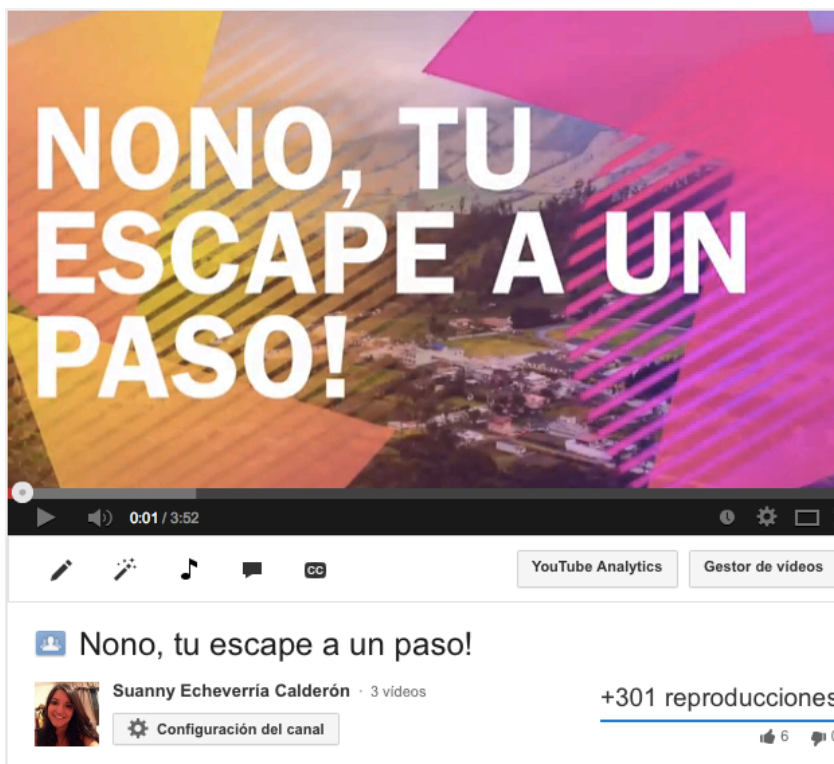 NONO, TU
ESCAPE A UN
PASO!
0:01 / 3:52
CC
YouTube Analytics
Gestor de vídeos
Nono, tu escape a un paso!
Suanny Echeverría Calderón · 3 vídeos
Configuración del canal
+301 reproducciones
6